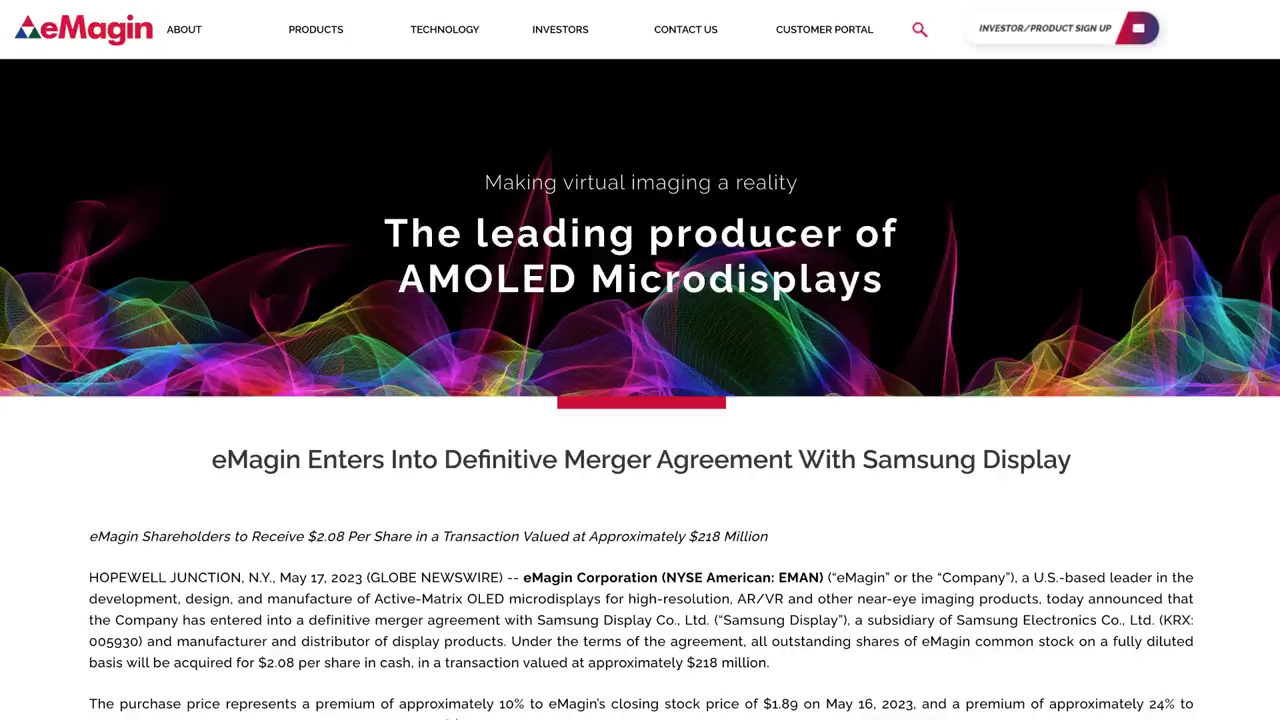 eMagin
ABOUT
PRODUCTS
TECHNOLOGY
INVESTORS
CONTACT US
CUSTOMER PORTAL
INVESTOR/PRODUCT SIGN UP
Making virtual imaging a reality
The leading producer of
AMOLED Microdisplays
eMagin Enters Into Definitive Merger Agreement With Samsung Display
eMagin Shareholders to Receive $2.08 Per Share in a Transaction Valued at Approximately $218 Million
HOPEWELL JUNCTION, N.Y., May 17, 2023 (GLOBE NEWSWIRE) -- eMagin Corporation (NYSE American: EMAN) (“eMagin” or the “Company”), a U.S.-based leader in the
development, design, and manufacture of Active-Matrix OLED microdisplays for high-resolution, AR/VR and other near-eye imaging products, today announced that
the Company has entered into a definitive merger agreement with Samsung Display Co., Ltd. (“Samsung Display”), a subsidiary of Samsung Electronics Co., Ltd. (KRX:
005930) and manufacturer and distributor of display products. Under the terms of the agreement, all outstanding shares of eMagin common stock on a fully diluted
basis will be acquired for $2.08 per share in cash, in a transaction valued at approximately $218 million.
The purchase price represents a premium of approximately 10% to eMagin’s closing stock price of $1.89 on May 16, 2023, and a premium of approximately 24% to